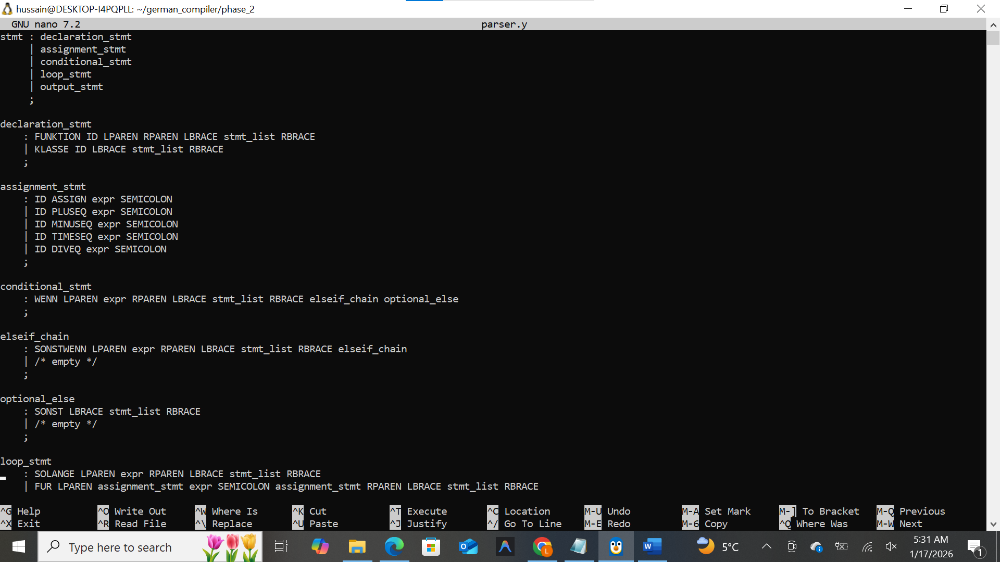 hussain@DESKTOP-I4PQPLL: ~/german_compiler/phase_2
GNU nano 7.2 parser.y
stmt : declaration_stmt
| assignment_stmt
| conditional_stmt
| loop_stmt
| output_stmt
;
declaration_stmt
: FUNKTION ID LPAREN RPAREN LBRACE stmt_list RBRACE
| KLASSE ID LBRACE stmt_list RBRACE
;
assignment_stmt
: ID ASSIGN expr SEMICOLON
| ID PLUSEQ expr SEMICOLON
| ID MINUSEQ expr SEMICOLON
| ID TIMESEQ expr SEMICOLON
| ID DIVEQ expr SEMICOLON
;
conditional_stmt
: WENN LPAREN expr RPAREN LBRACE stmt_list RBRACE elseif_chain optional_else
;
elseif_chain
: SONSTWENN LPAREN expr RPAREN LBRACE stmt_list RBRACE elseif_chain
| /* empty */
;
optional_else
: SONST LBRACE stmt_list RBRACE
| /* empty */
;
loop_stmt
: SOLANGE LPAREN expr RPAREN LBRACE stmt_list RBRACE
| FUR LPAREN assignment_stmt expr SEMICOLON assignment_stmt RPAREN LBRACE stmt_list RBRACE
^G Help ^O Write Out ^W Where Is ^K Cut ^T Execute ^C Location M-U Undo M-A Set Mark M-] To Bracket M-Q Previous
^X Exit ^R Read File ^\ Replace ^U Paste ^J Justify ^/ Go To Line M-E Redo M-6 Copy ^Q Where Was M-W Next
Type here to search
L
W
5°C
5:31 AM
1/17/2026
1